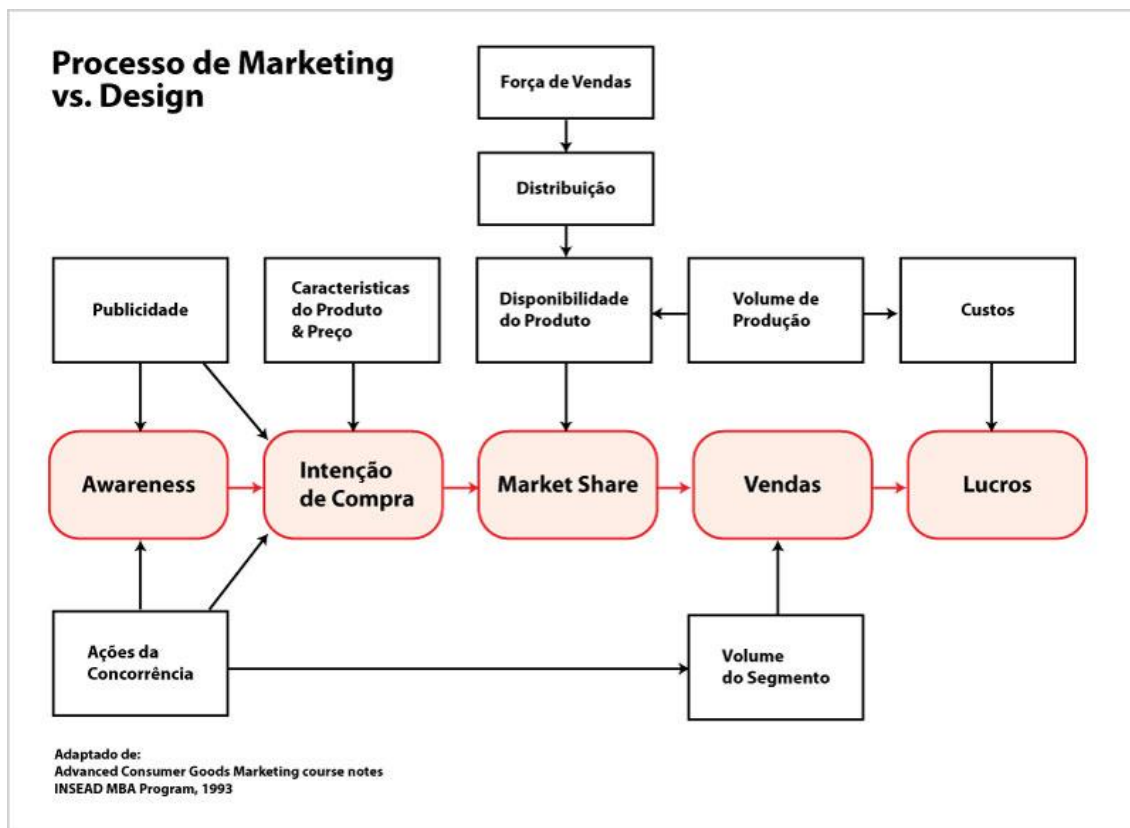 Processo de Marketing
vs. Design
Força de Vendas
Distribuição
Publicidade
Caracteristicas
do Produto
& Preço
Disponibilidade
do Produto
Volume de
Produção
Custos
Awareness
Intenção
de Compra
Market Share
Vendas
Lucros
Ações da
Concorrência
Volume
do Segmento
Adaptado de:
Advanced Consumer Goods Marketing course notes
INSEAD MBA Program, 1993